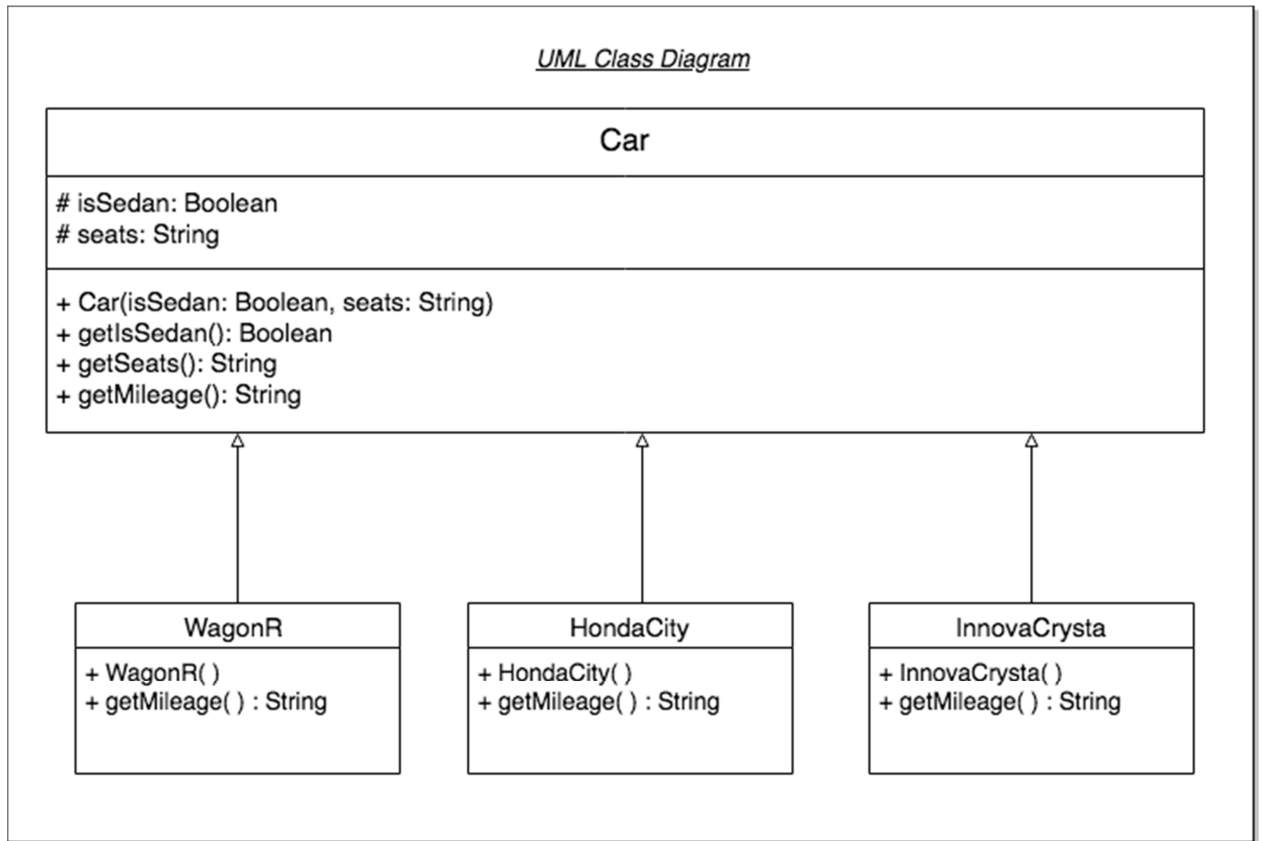 UML Class Diagram
Car
# isSedan: Boolean
# seats: String
+ Car(isSedan: Boolean, seats: String)
+ getIsSedan(): Boolean
+ getSeats(): String
+ getMileage(): String
WagonR
+ WagonR( )
+ getMileage( ) : String
HondaCity
+ HondaCity( )
+ getMileage( ) : String
InnovaCrysta
+ InnovaCrysta( )
+ getMileage( ) : String